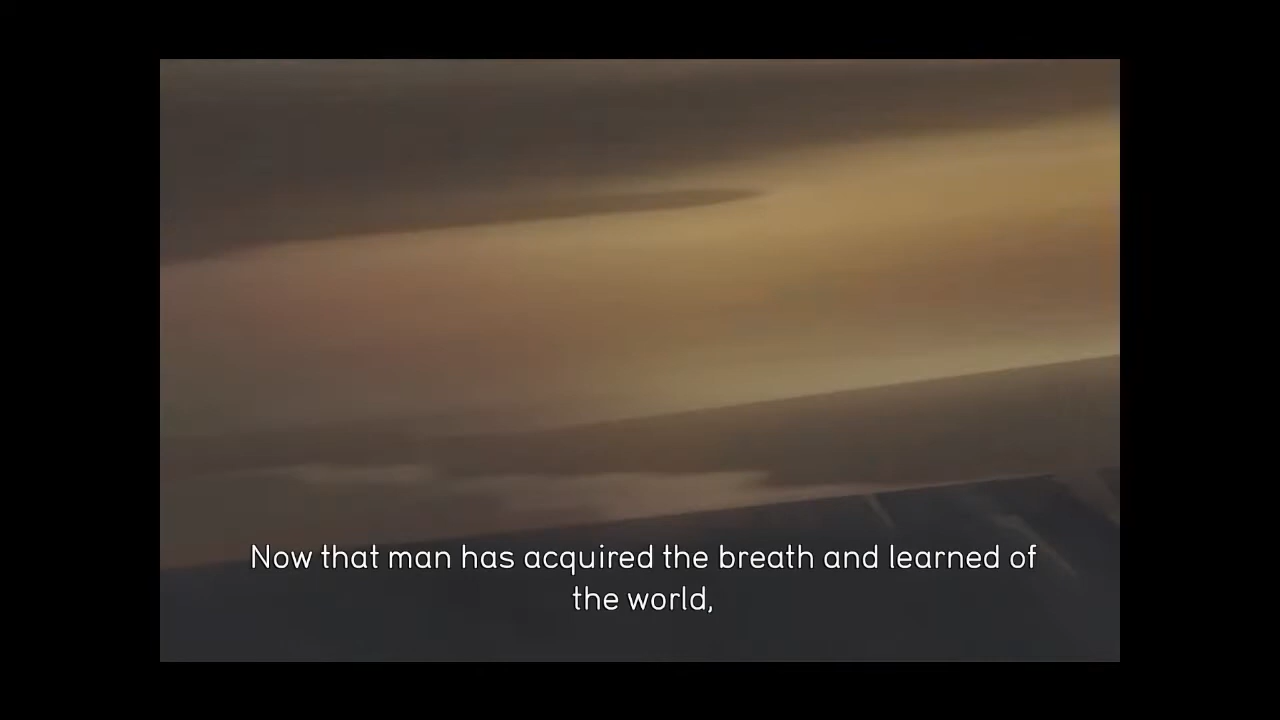 Now that man has acquired the breath and learned of
the world,